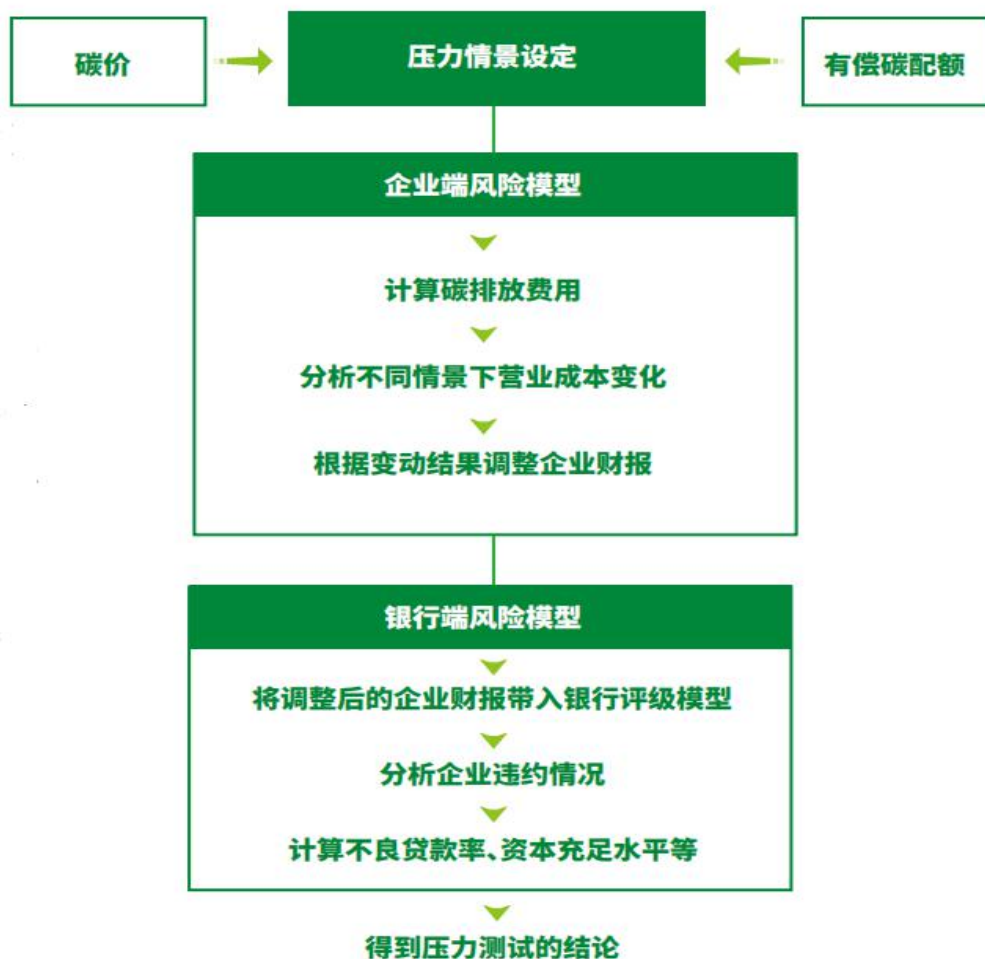 碳价
压力情景设定
有偿碳配额
企业端风险模型
计算碳排放费用
分析不同情景下营业成本变化
根据变动结果调整企业财报
银行端风险模型
将调整后的企业财报带入银行评级模型
分析企业违约情况
计算不良贷款率、资本充足水平等
得到压力测试的结论